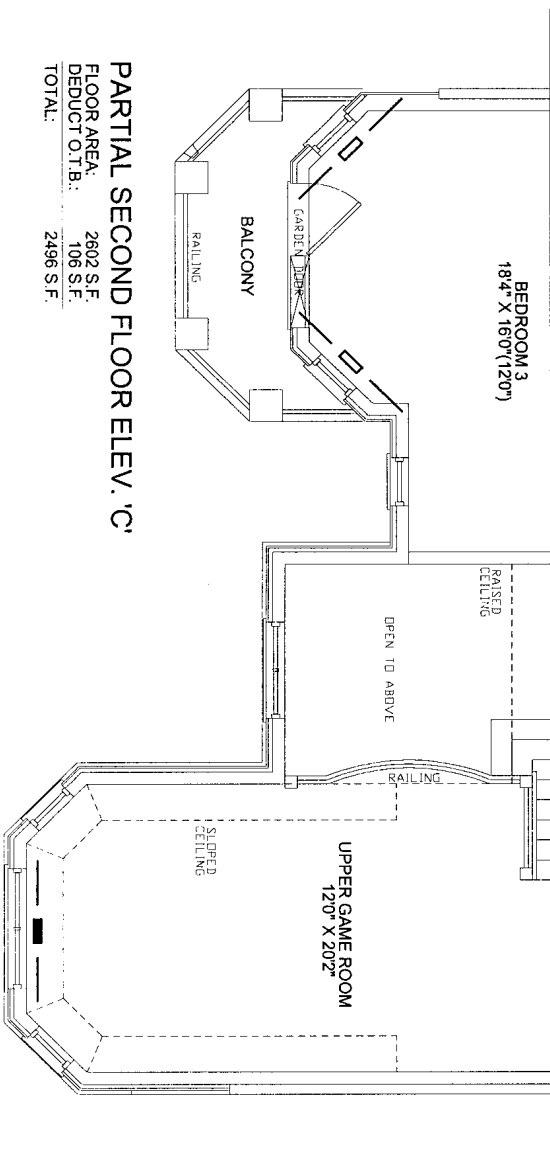 BEDROOM 3
18'4" X 16'0"(12'0")
GARDEN DOOR
BALCONY
RAILING
RAISED
CEILING
OPEN TO ABOVE
RAILING
UPPER GAME ROOM
12'0" X 20'2"
SLOPED
CEILING
PARTIAL SECOND FLOOR ELEV. 'C'
FLOOR AREA: 2602 S.F.
DEDUCT O.T.B.: 106 S.F.
TOTAL: 2496 S.F.